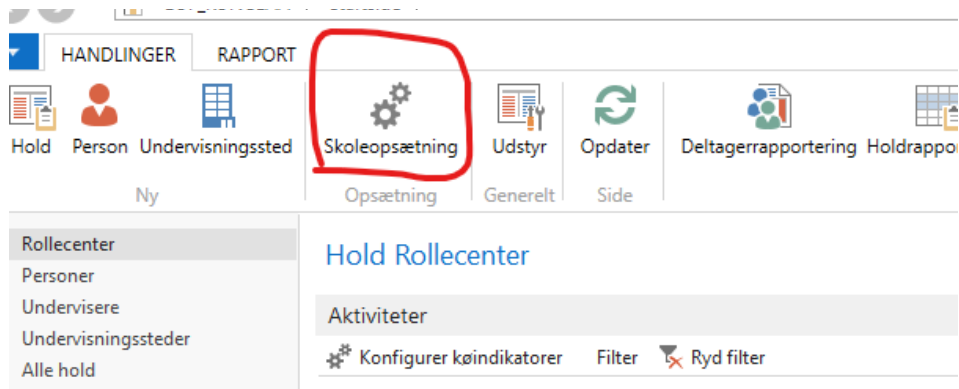 HANDLINGER RAPPORT
Hold Person Undervisningssted Skoleopsætning Udstyr Opdater Deltagerrapportering Holdrappor
Ny Opsætning Generelt Side
Rollecenter
Personer
Undervisere
Undervisningssteder
Alle hold
Hold Rollecenter
Aktiviteter
Konfigurer køindikatorer Filter Ryd filter